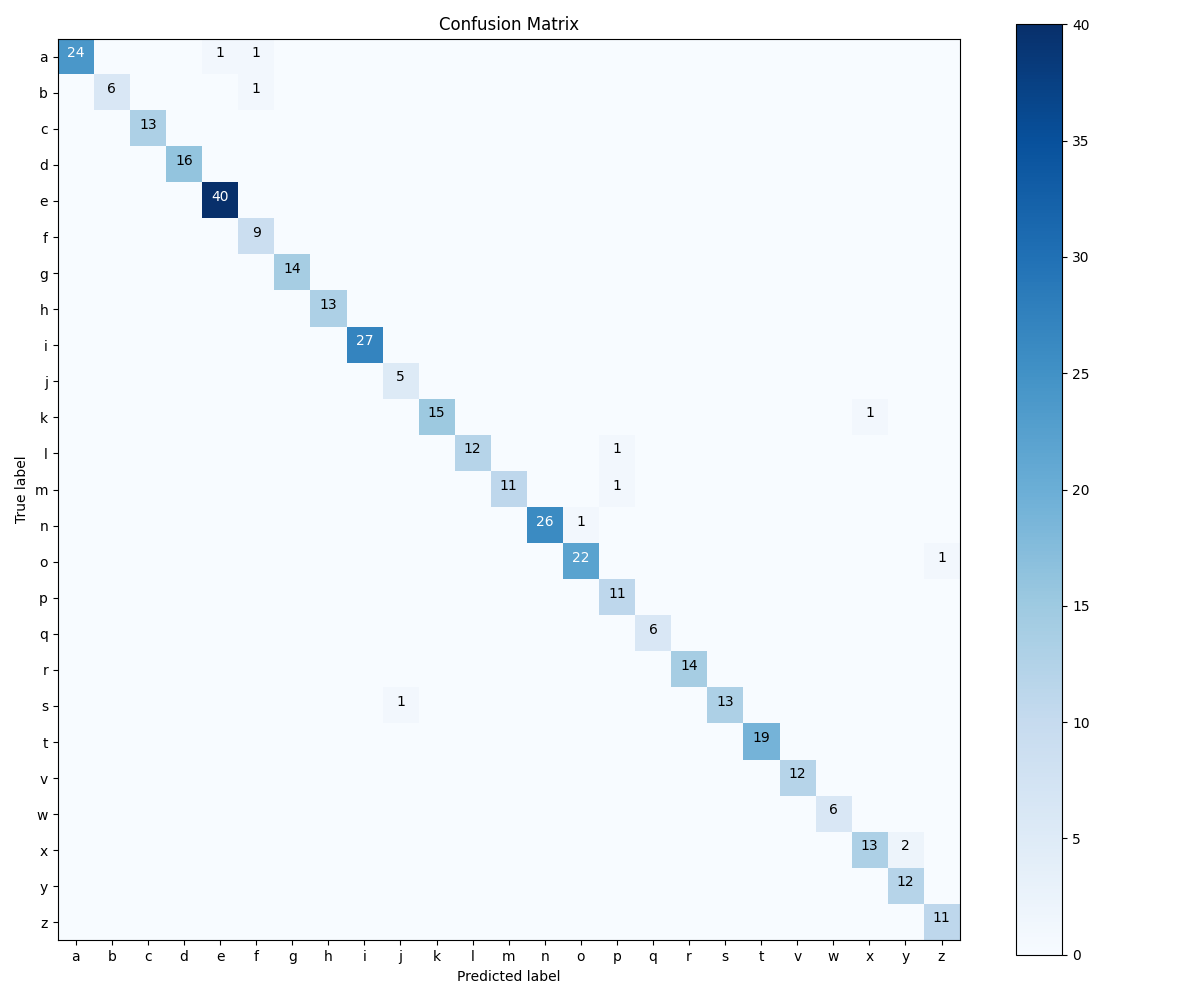 Confusion Matrix
True label
a 24 1 1
b 6 1
c 13
d 16
e 40
f 9
g 14
h 13
i 27
j 5
k 15 1
l 12 1
m 11 1
n 26 1
o 22 1
p 11
q 6
r 14
s 1 13
t 19
v 12
w 6
x 13 2
y 12
z 11
a b c d e f g h i j k l m n o p q r s t v w x y z
Predicted label
40
35
30
25
20
15
10
5
0